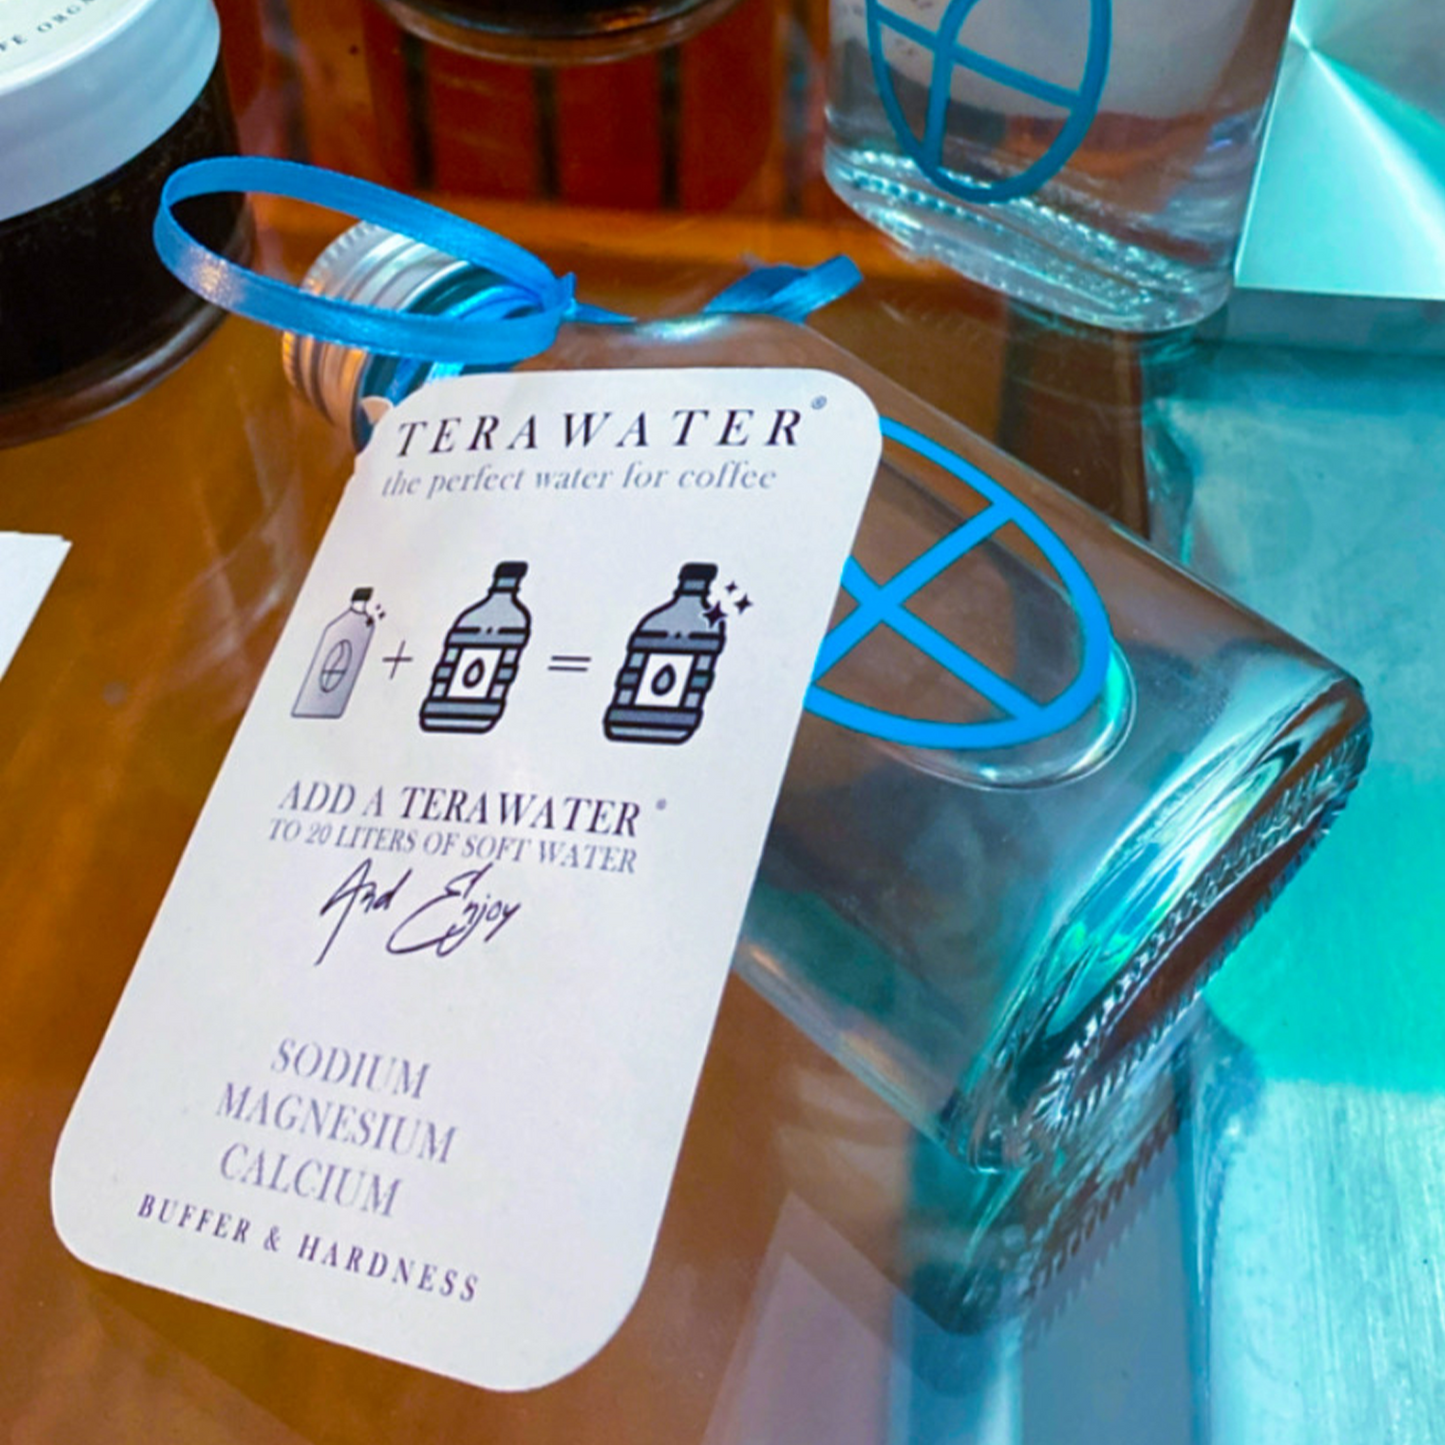 TERAWATER®
the perfect water for coffee
+ =
ADD A TERAWATER®
TO 20 LITERS OF SOFT WATER
And Enjoy
SODIUM
MAGNESIUM
CALCIUM
BUFFER & HARDNESS